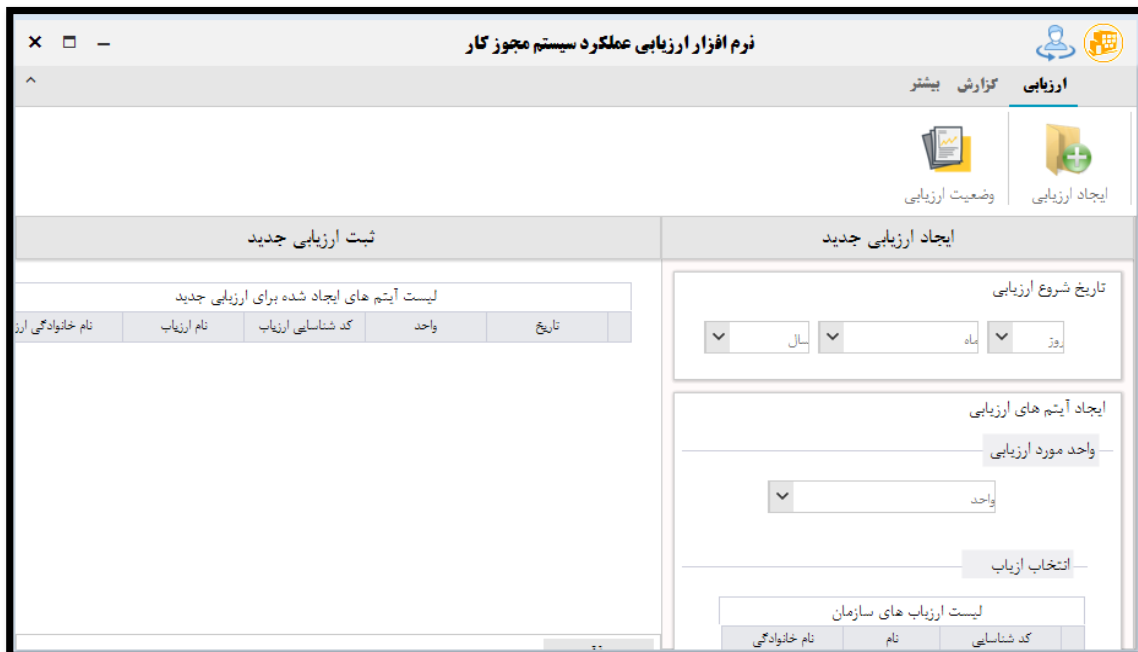 نرم افزار ارزیابی عملکرد سیستم مجوز کار
ارزیابی گزارش بیشتر
ایجاد ارزیابی وضعیت ارزیابی
ایجاد ارزیابی جدید
تاریخ شروع ارزیابی
روز ماه سال
ایجاد آیتم های ارزیابی
واحد مورد ارزیابی
واحد
انتخاب ازیاب
لیست ارزیاب های سازمان
کد شناسایی نام نام خانوادگی
ثبت ارزیابی جدید
لیست آیتم های ایجاد شده برای ارزیابی جدید
تاریخ واحد کد شناسایی ارزیاب نام ارزیاب نام خانوادگی ارز